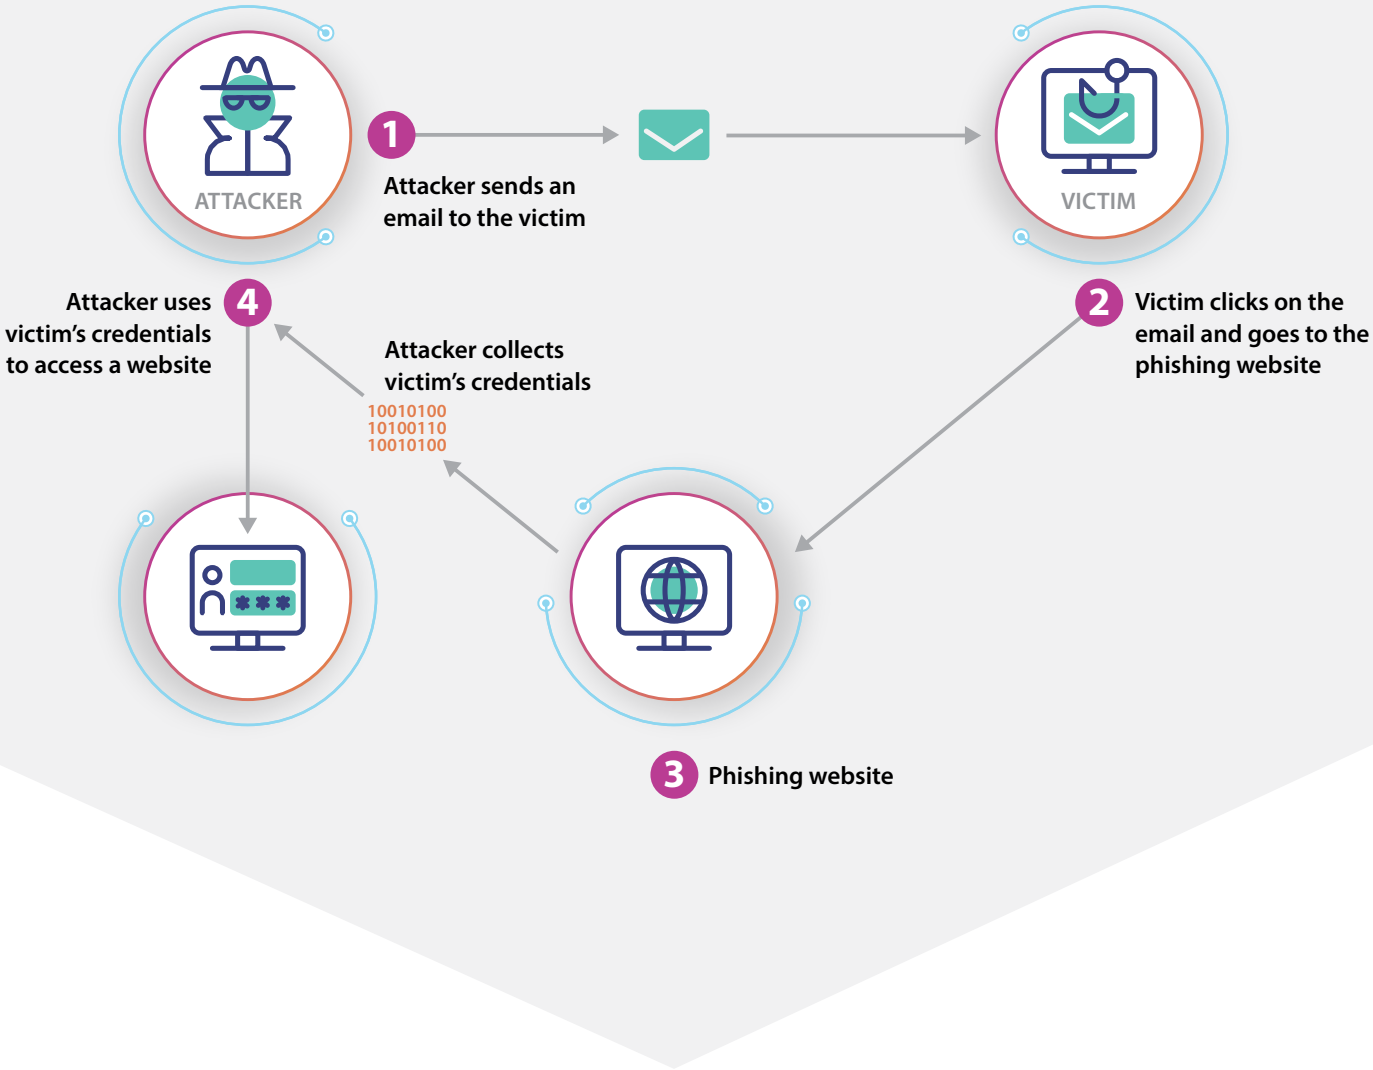 ATTACKER
1
Attacker sends an
email to the victim
VICTIM
2
Victim clicks on the
email and goes to the
phishing website
4
Attacker uses
victim's credentials
to access a website
Attacker collects
victim's credentials
10010100
10100110
10010100
***
3
Phishing website